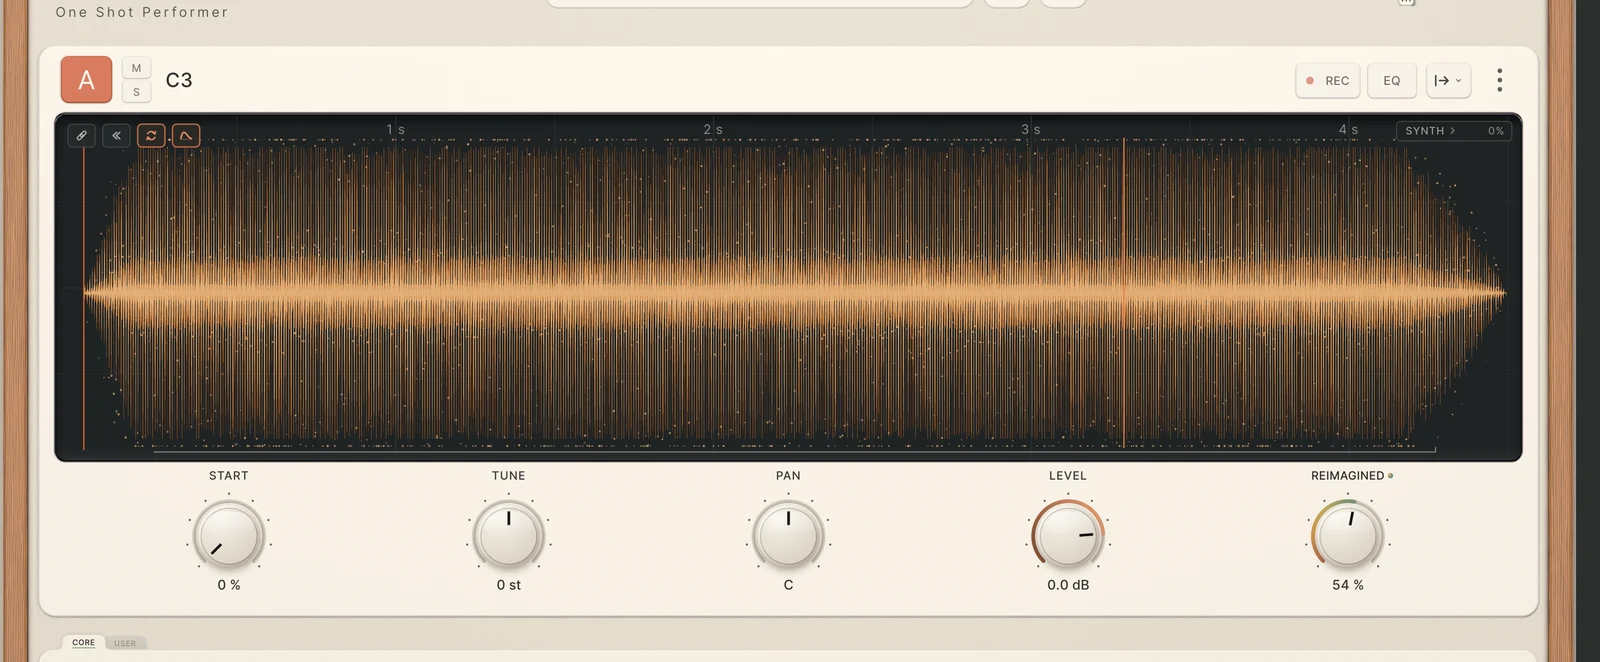 One Shot Performer
A
M
S
C3
REC
EQ
1 s
2 s
3 s
4 s
SYNTH > 0%
START
TUNE
PAN
LEVEL
REIMAGINED
0 %
0 st
C
0.0 dB
54 %
CORE
USER